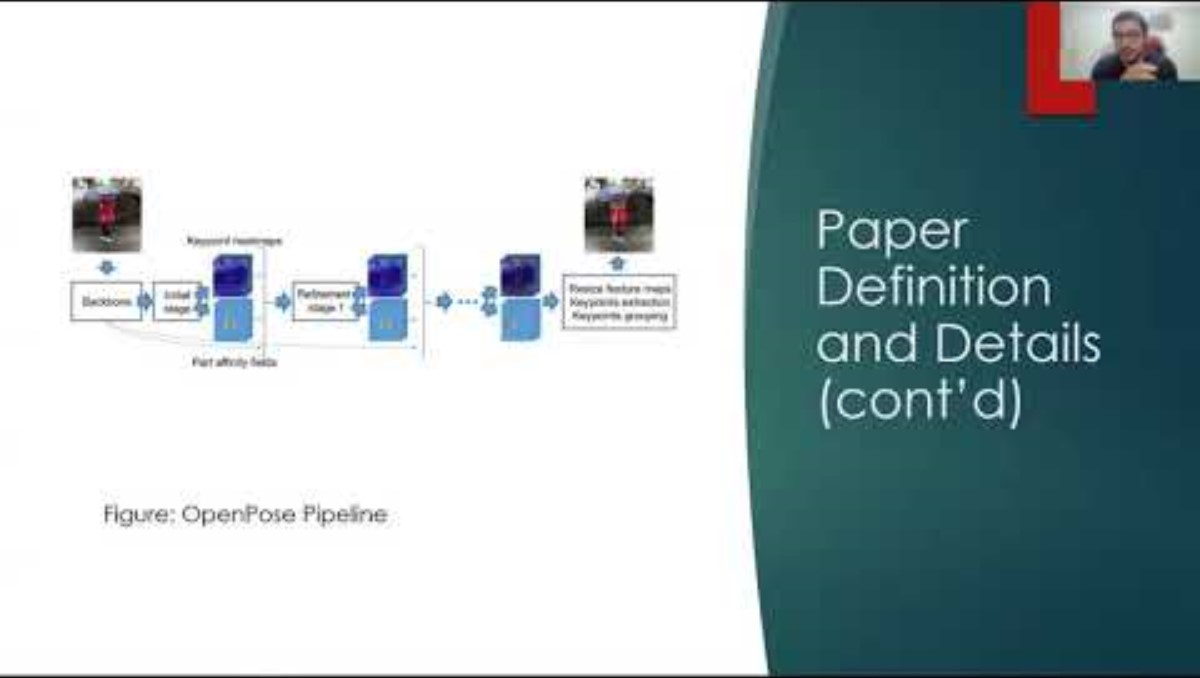 Keypoint heatmaps
Backbone
Initial
stage
Refinement
stage 1
Resize feature maps
Keypoints extraction
Keypoints grouping
Part affinity fields
Figure: OpenPose Pipeline
Paper
Definition
and Details
(cont'd)